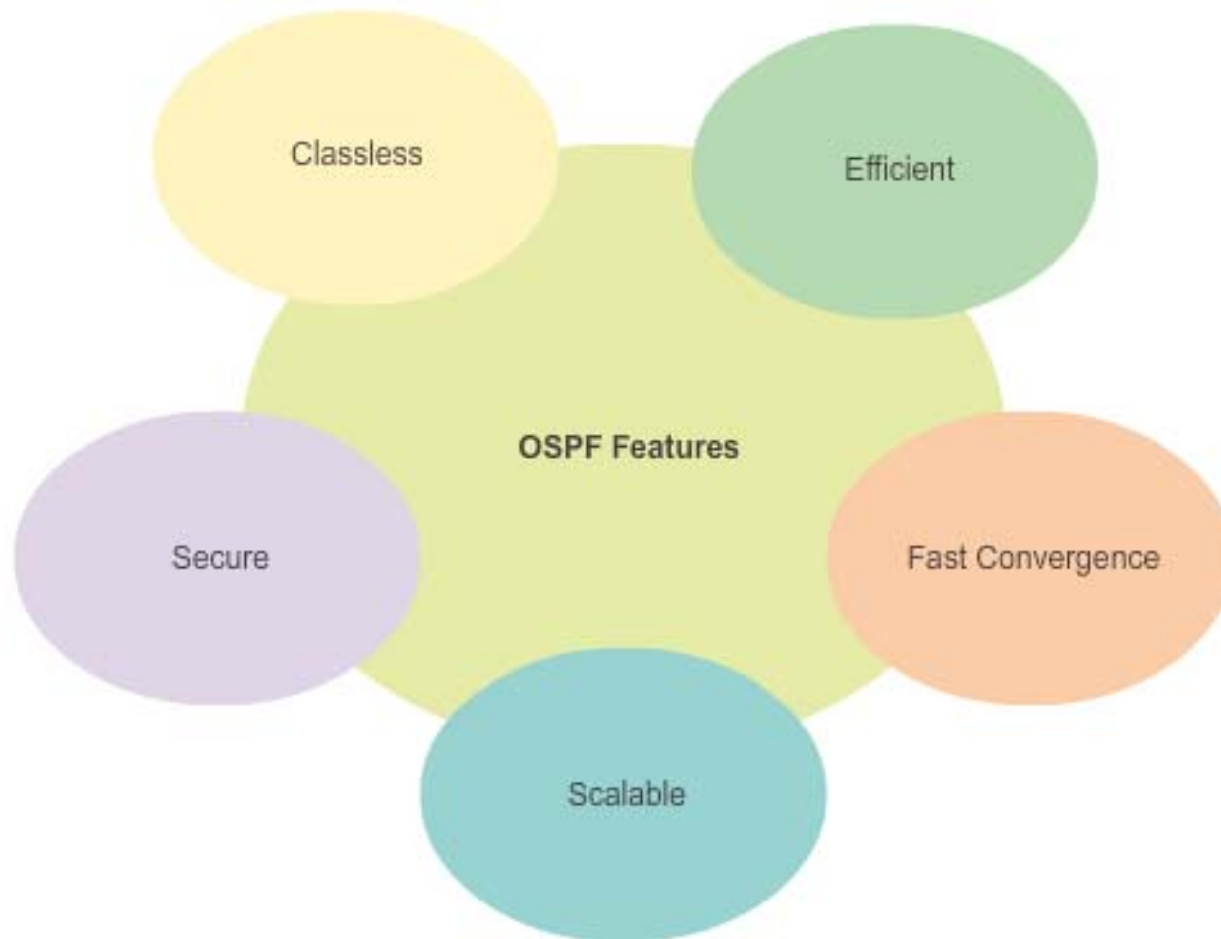 Classless
Efficient
OSPF Features
Secure
Fast Convergence
Scalable